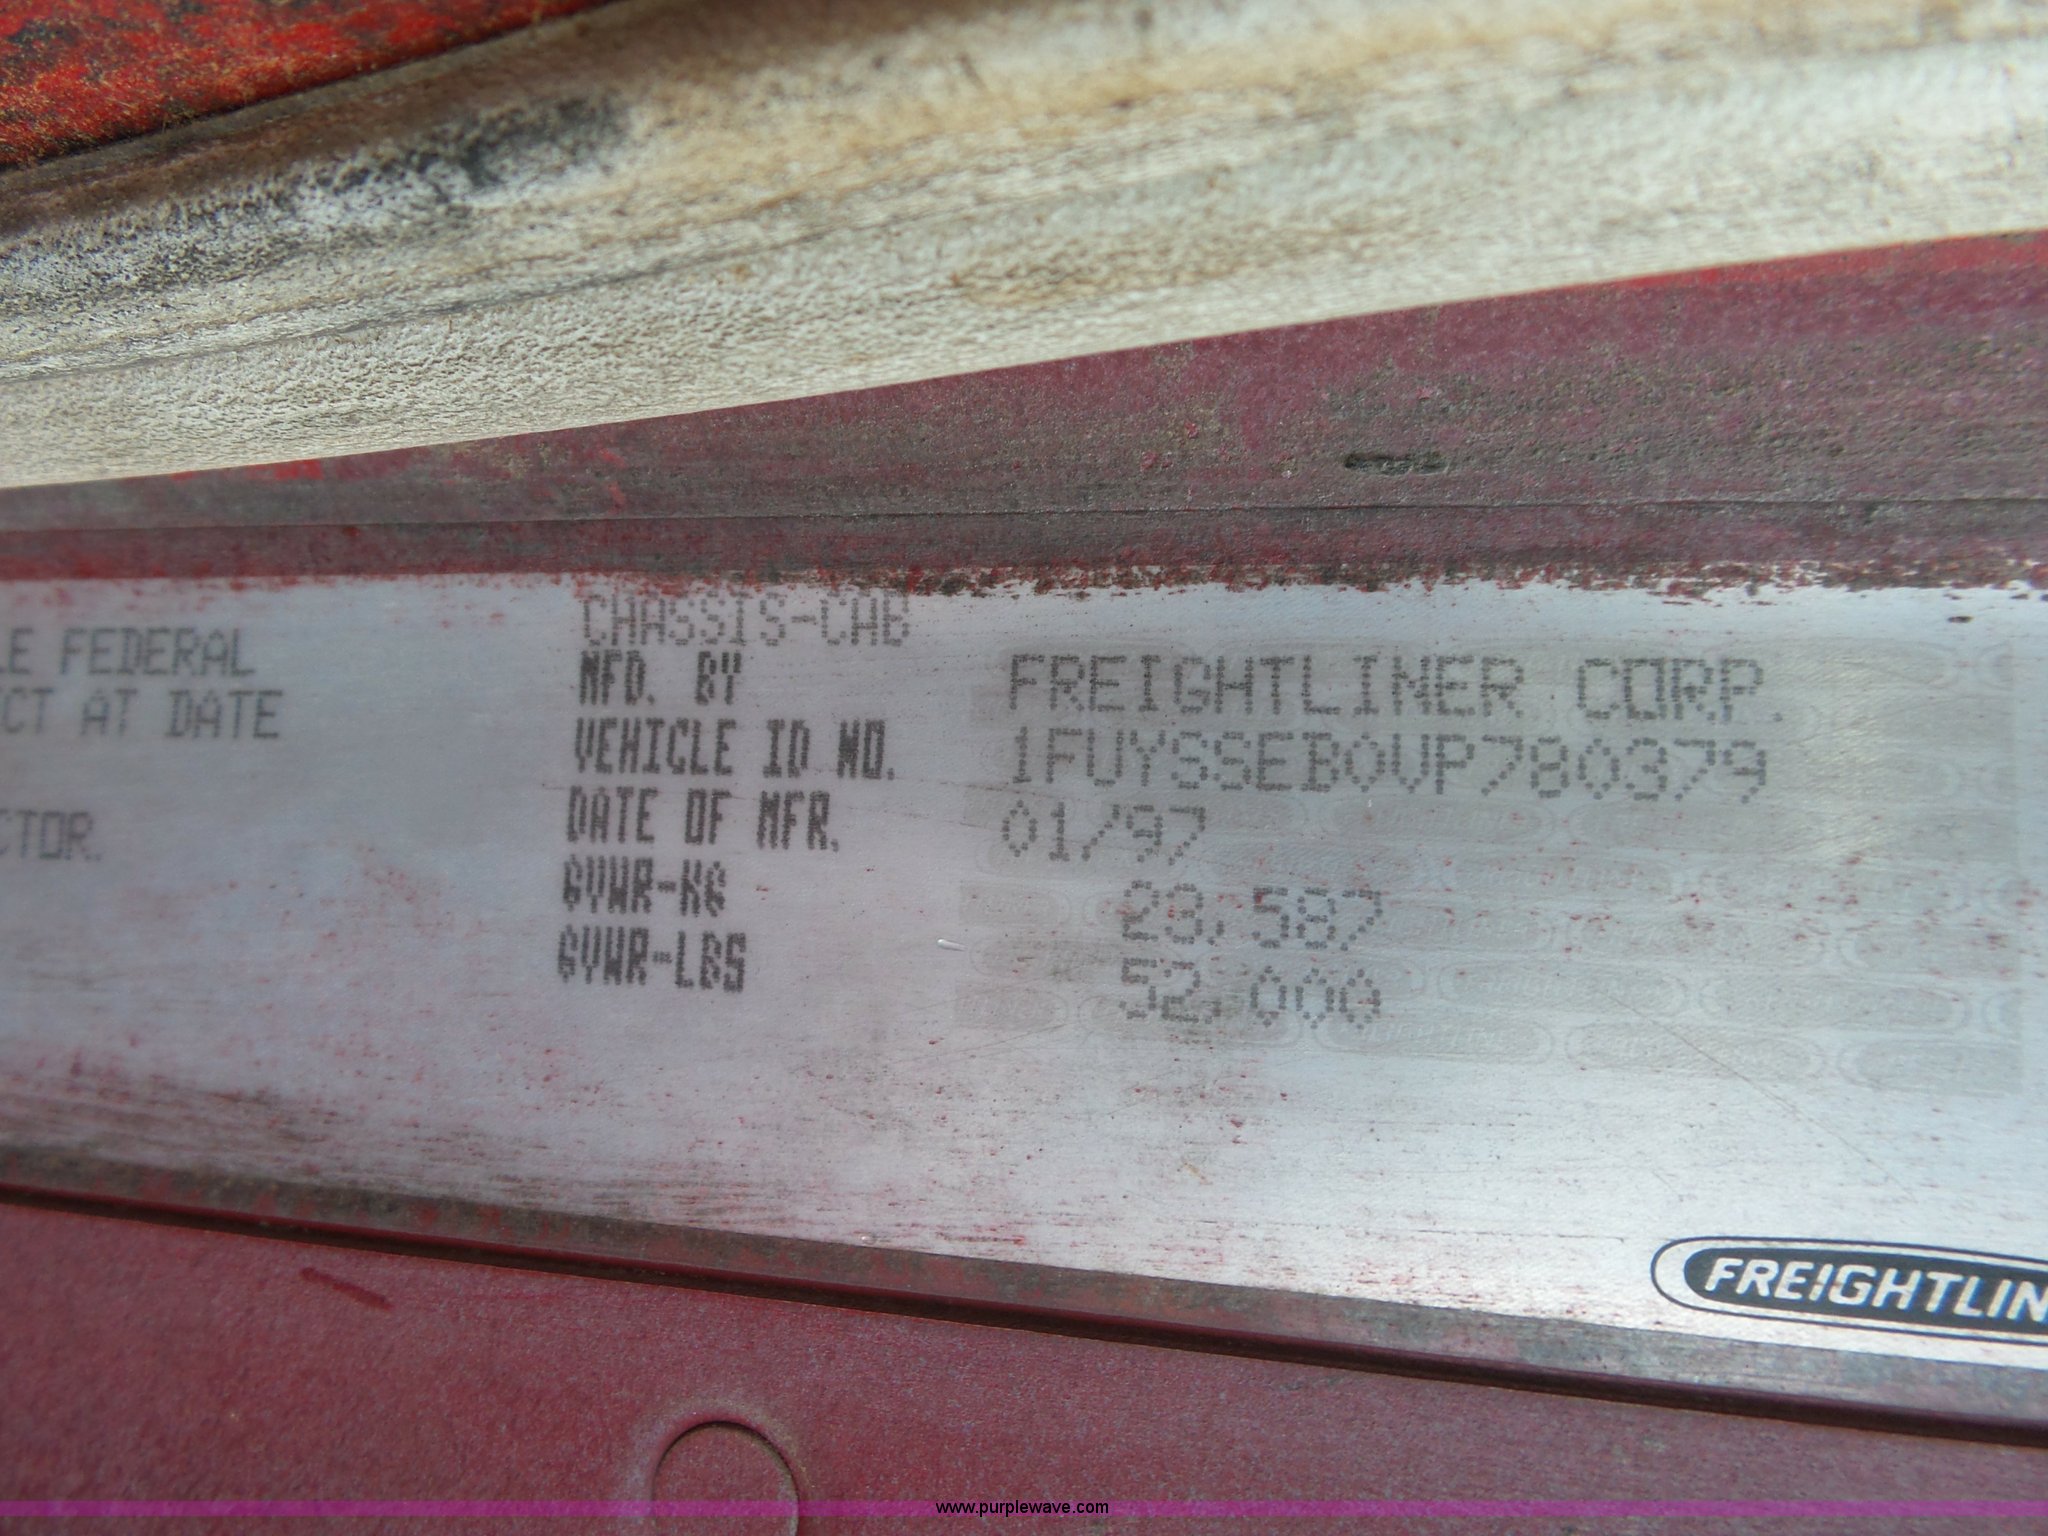 CHASSIS-CAB
LE FEDERAL
MFD. BY FREIGHTLINER CORP.
CT AT DATE
VEHICLE ID NO. 1FUYSSEB0VP780379
CTOR.
DATE OF MFR. 01/97
GVWR-KG 23,587
GVWR-LBS 52,000
FREIGHTLIN
www.purplewave.com